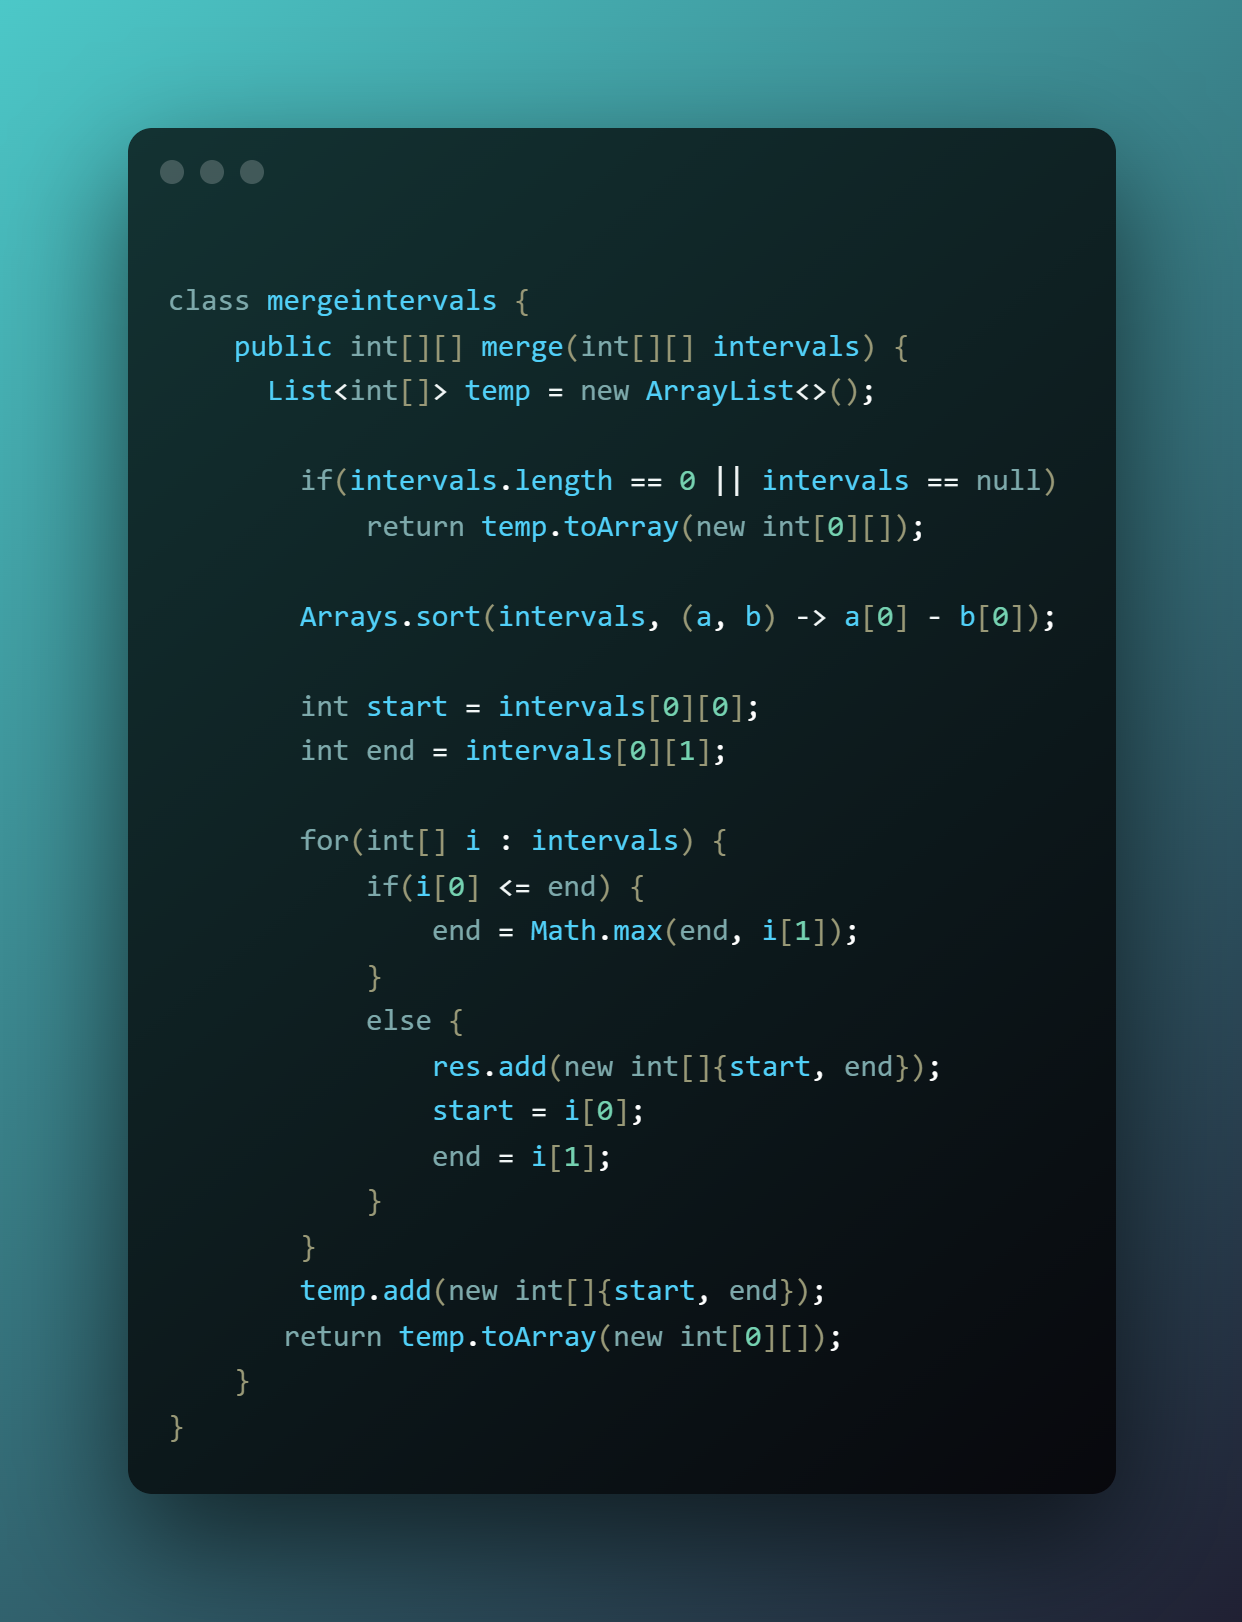 class mergeintervals {
    public int[][] merge(int[][] intervals) {
      List<int[]> temp = new ArrayList<>();

        if(intervals.length == 0 || intervals == null)
            return temp.toArray(new int[0][]);

        Arrays.sort(intervals, (a, b) -> a[0] - b[0]);

        int start = intervals[0][0];
        int end = intervals[0][1];

        for(int[] i : intervals) {
            if(i[0] <= end) {
                end = Math.max(end, i[1]);
            }
            else {
                res.add(new int[]{start, end});
                start = i[0];
                end = i[1];
            }
        }
        temp.add(new int[]{start, end});
       return temp.toArray(new int[0][]);
    }
}